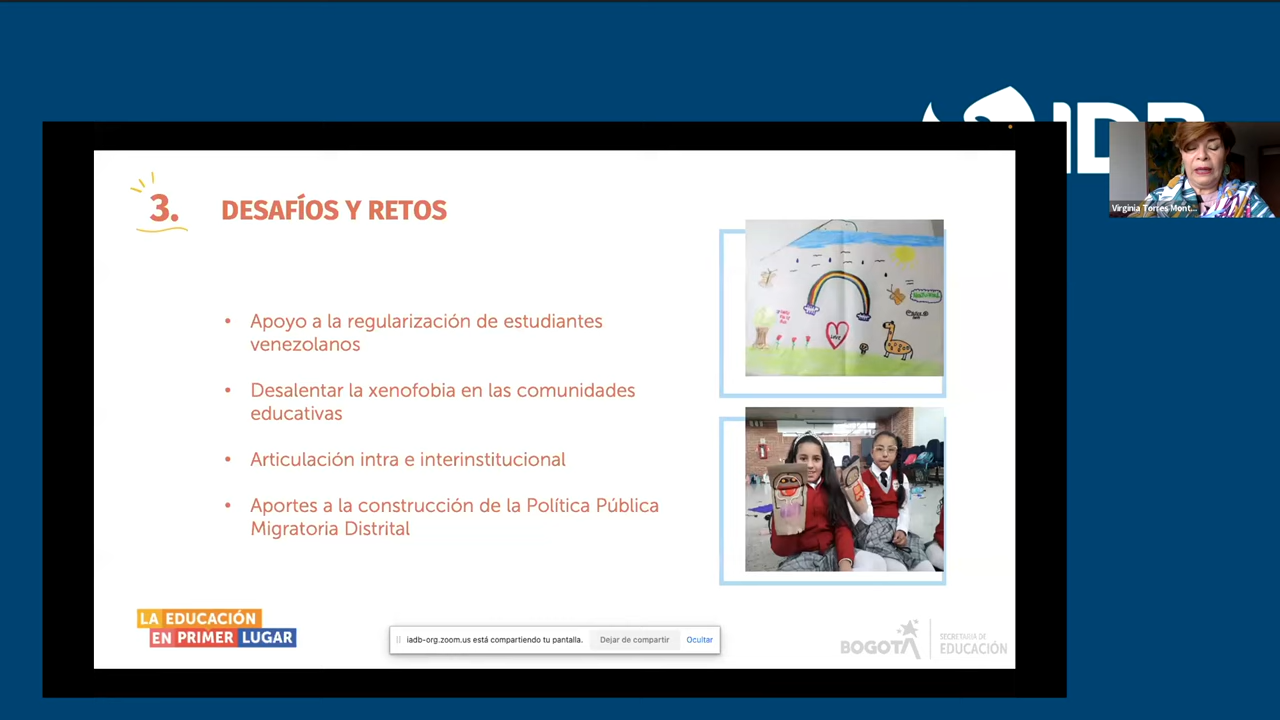 IDB
Virginia Torres Mont...
3.
DESAFÍOS Y RETOS
• Apoyo a la regularización de estudiantes
venezolanos
• Desalentar la xenofobia en las comunidades
educativas
• Articulación intra e interinstitucional
• Aportes a la construcción de la Política Pública
Migratoria Distrital
LA EDUCACIÓN
EN PRIMER LUGAR
iadb-org.zoom.us está compartiendo tu pantalla.
Dejar de compartir
Ocultar
BOGOTÁ
SECRETARÍA DE
EDUCACIÓN